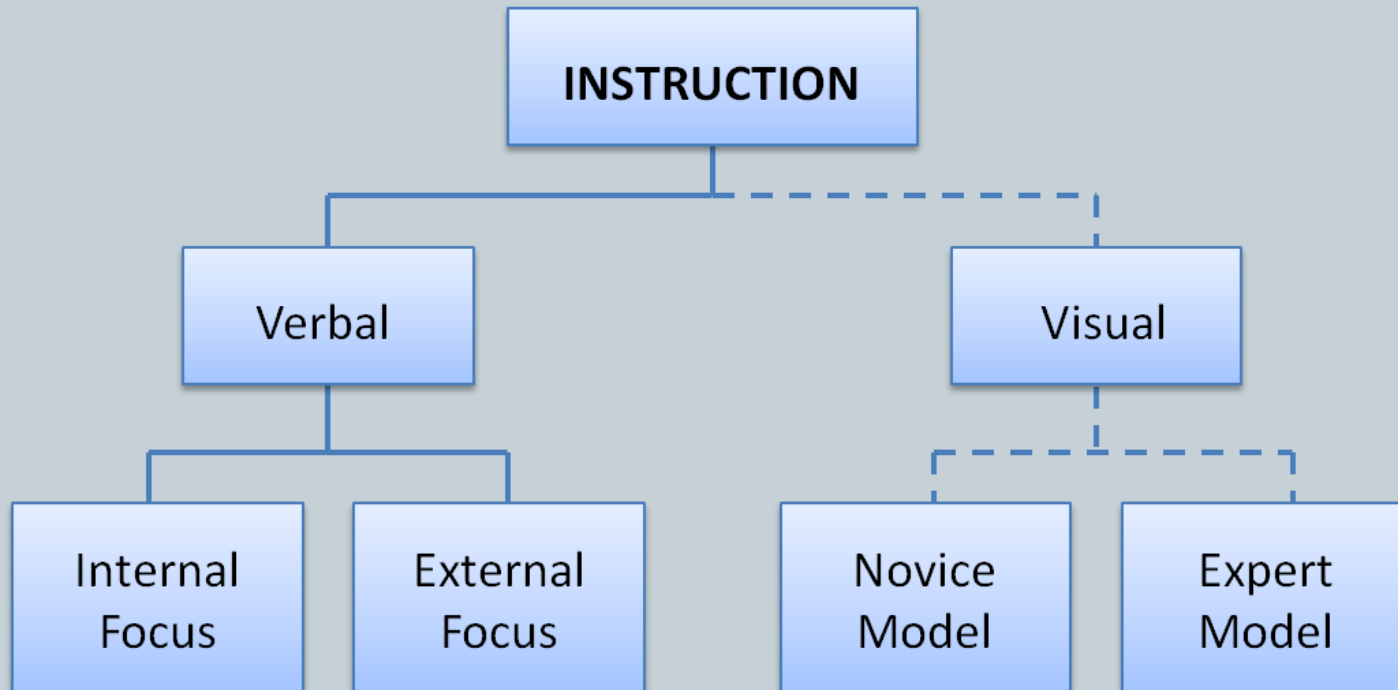 INSTRUCTION
Verbal
Visual
Internal
Focus
External
Focus
Novice
Model
Expert
Model